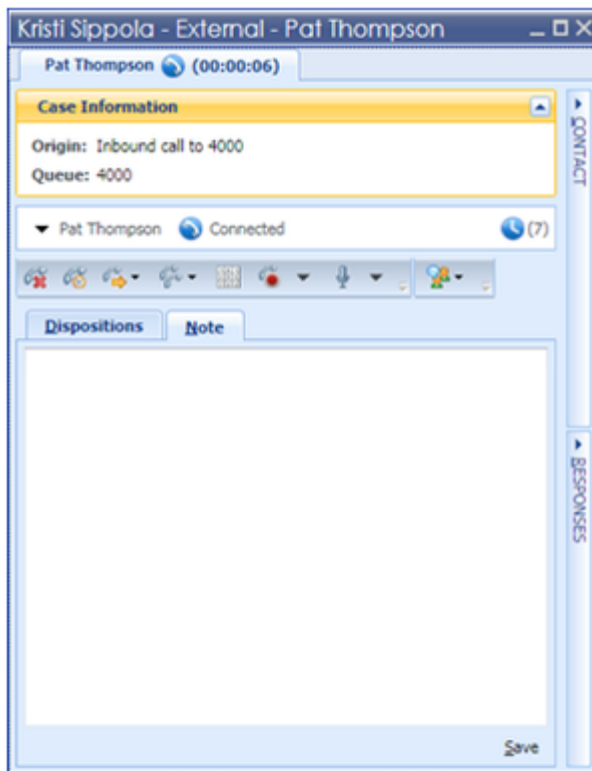 Kristi Sippola - External - Pat Thompson
Pat Thompson (00:00:06)
Case Information
Origin: Inbound call to 4000
Queue: 4000
Pat Thompson Connected (7)
Dispositions Note
Save
CONTACT
RESPONSES